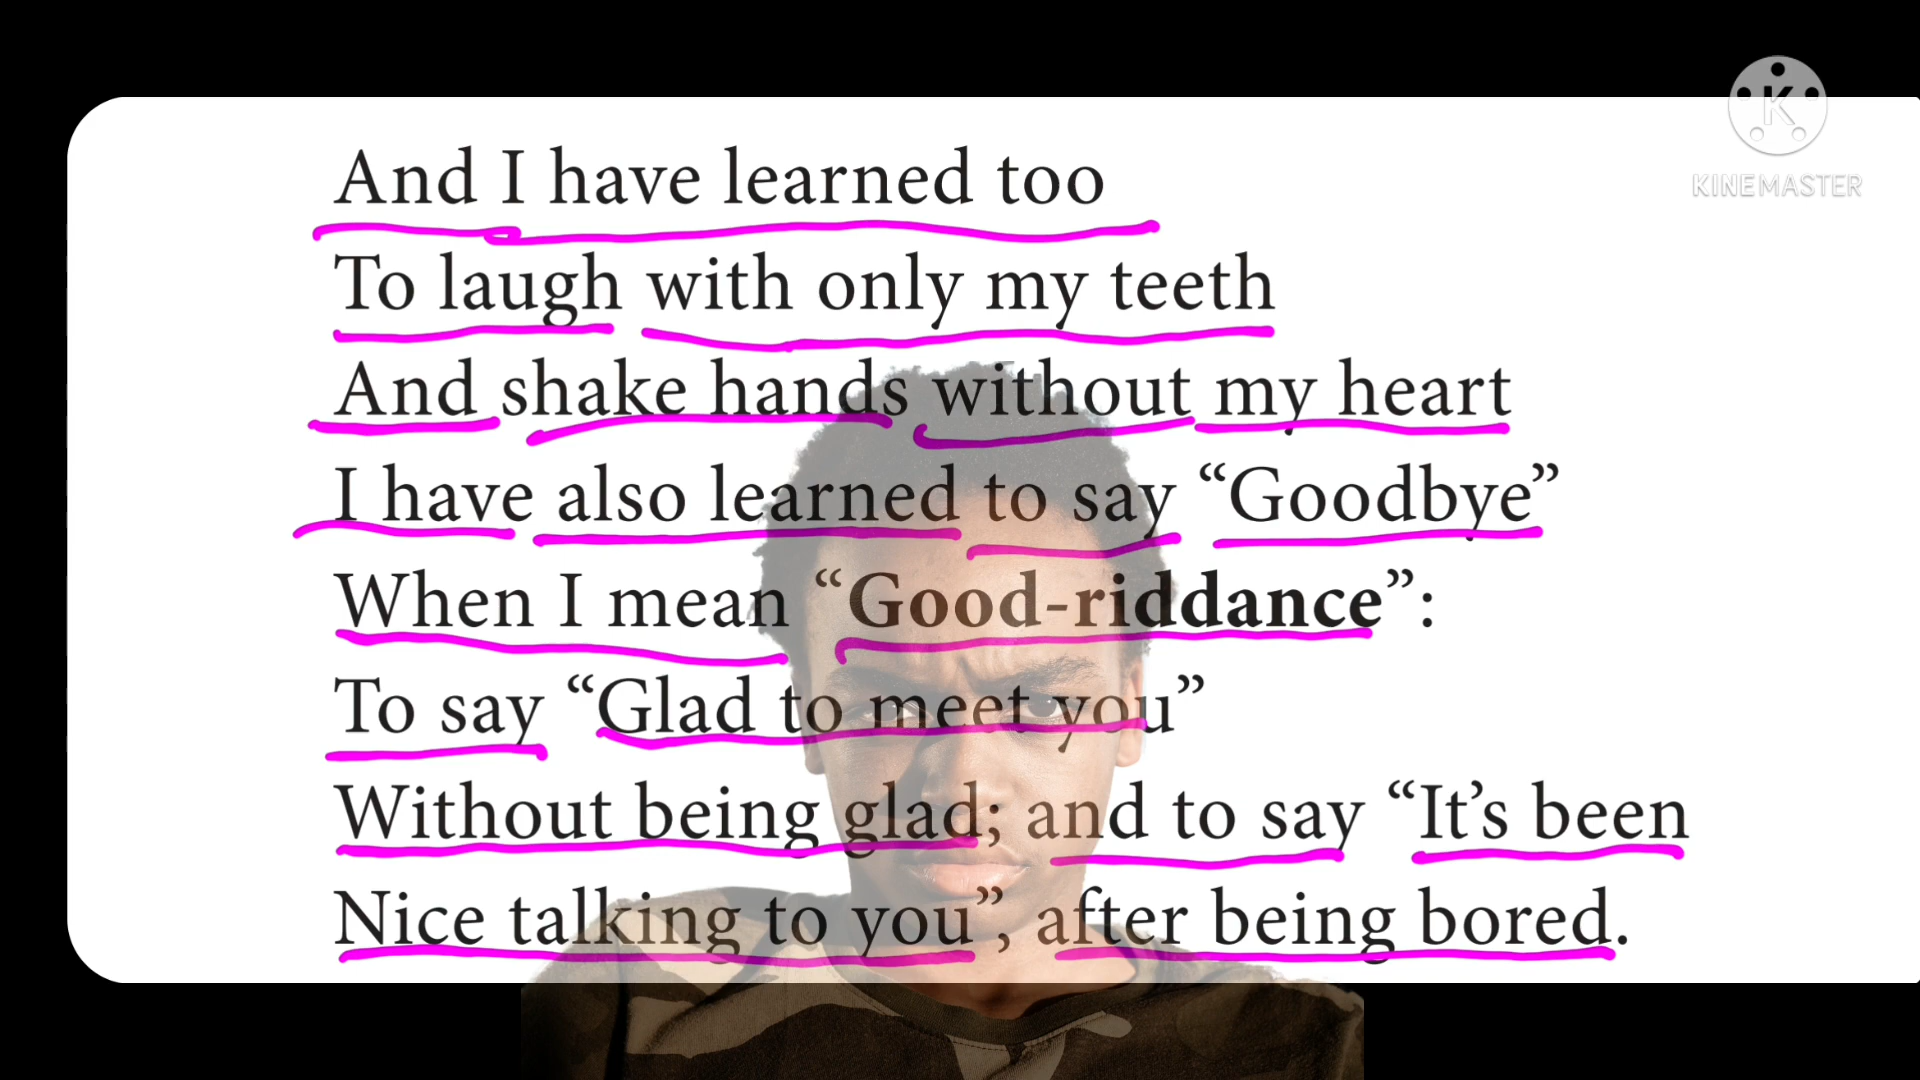 And I have learned too
To laugh with only my teeth
And shake hands without my heart
I have also learned to say “Goodbye”
When I mean “Good-riddance”:
To say “Glad to meet you”
Without being glad; and to say “It’s been
Nice talking to you”, after being bored.
K
KINEMASTER